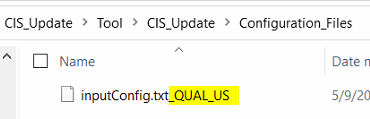 CIS_Update > Tool > CIS_Update > Configuration_Files
Name Date m
inputConfig.txt_QUAL_US 5/9/20